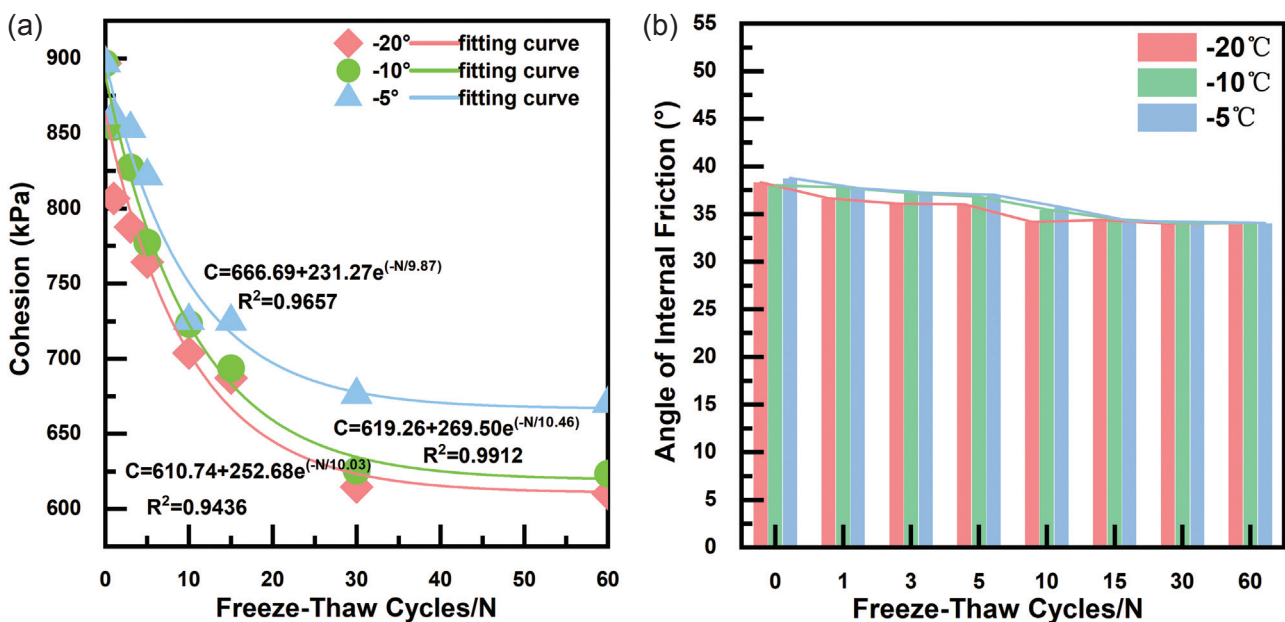 (a)
-20° fitting curve
-10° fitting curve
-5° fitting curve
Cohesion (kPa)
900
850
800
750
700
650
600
C=666.69+231.27e(-N/9.87)
R2=0.9657
C=619.26+269.50e(-N/10.46)
R2=0.9912
C=610.74+252.68e(-N/10.03)
R2=0.9436
0 10 20 30 40 50 60
Freeze-Thaw Cycles/N
(b)
-20℃
-10℃
-5℃
Angle of Internal Friction (°)
55
50
45
40
35
30
25
20
15
10
5
0
0 1 3 5 10 15 30 60
Freeze-Thaw Cycles/N